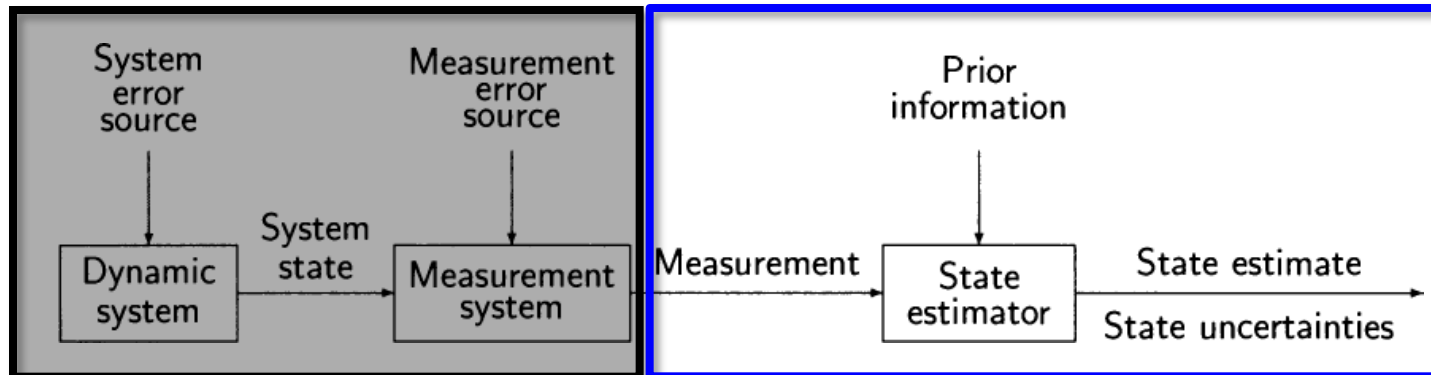 System
error
source
Measurement
error
source
Prior
information
Dynamic
system
System
state
Measurement
system
Measurement
State
estimator
State estimate
State uncertainties